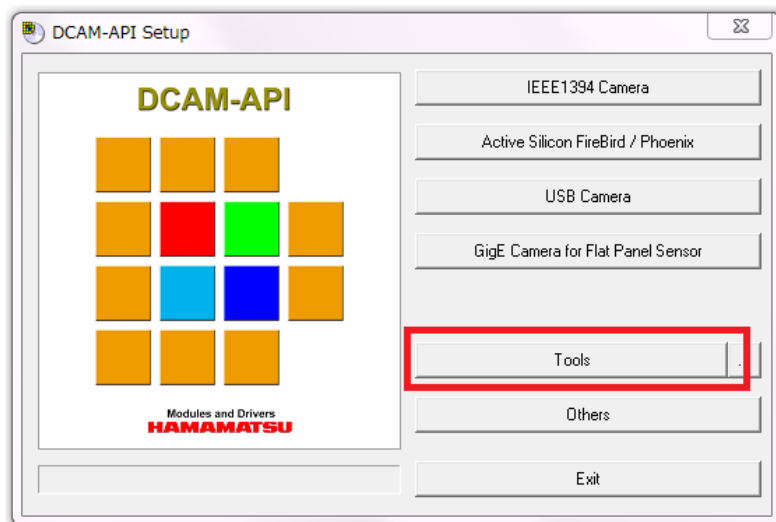 DCAM-API Setup
DCAM-API
Modules and Drivers
HAMAMATSU
IEEE1394 Camera
Active Silicon FireBird / Phoenix
USB Camera
GigE Camera for Flat Panel Sensor
Tools
Others
Exit